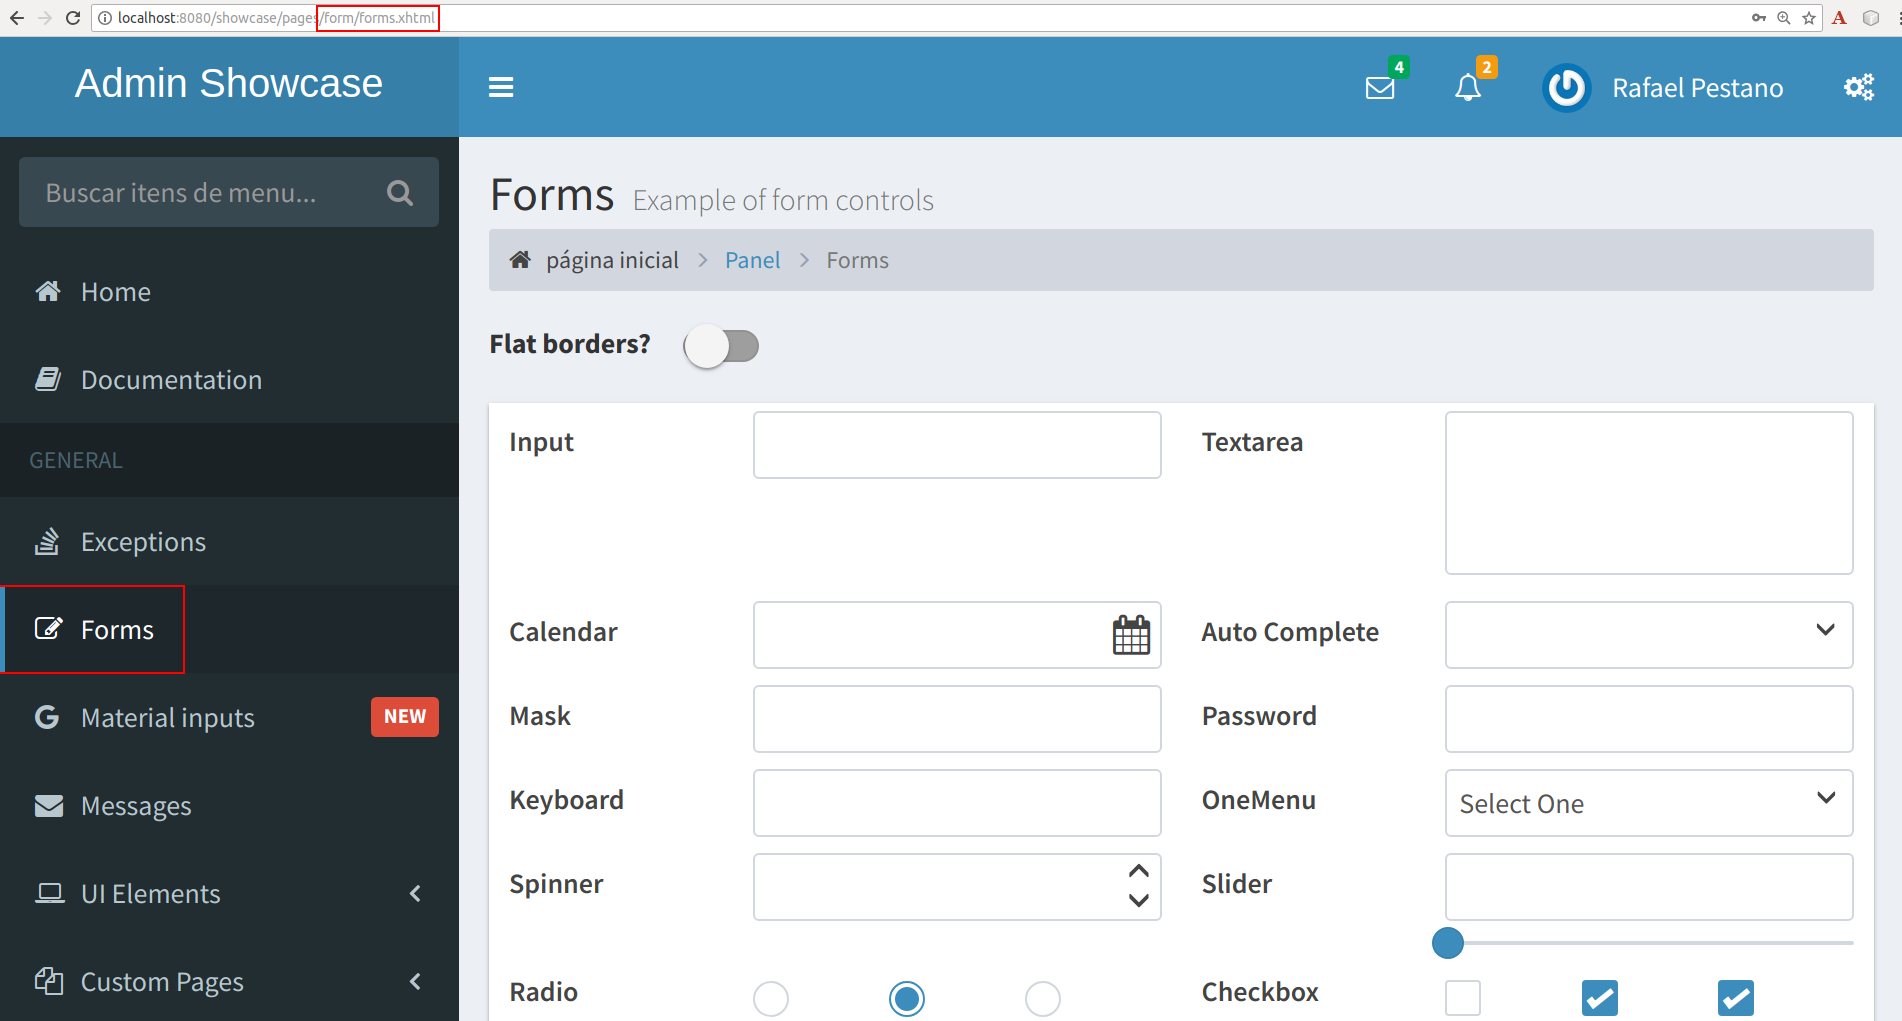 localhost:8080/showcase/pages/form/forms.xhtml
A
Admin Showcase
4
2
Rafael Pestano
Buscar itens de menu...
Forms Example of form controls
página inicial > Panel > Forms
Home
Documentation
GENERAL
Exceptions
Forms
Material inputs NEW
Messages
UI Elements
Custom Pages
Flat borders?
Input
Textarea
Calendar
Auto Complete
Mask
Password
Keyboard
OneMenu Select One
Spinner
Slider
Radio
Checkbox